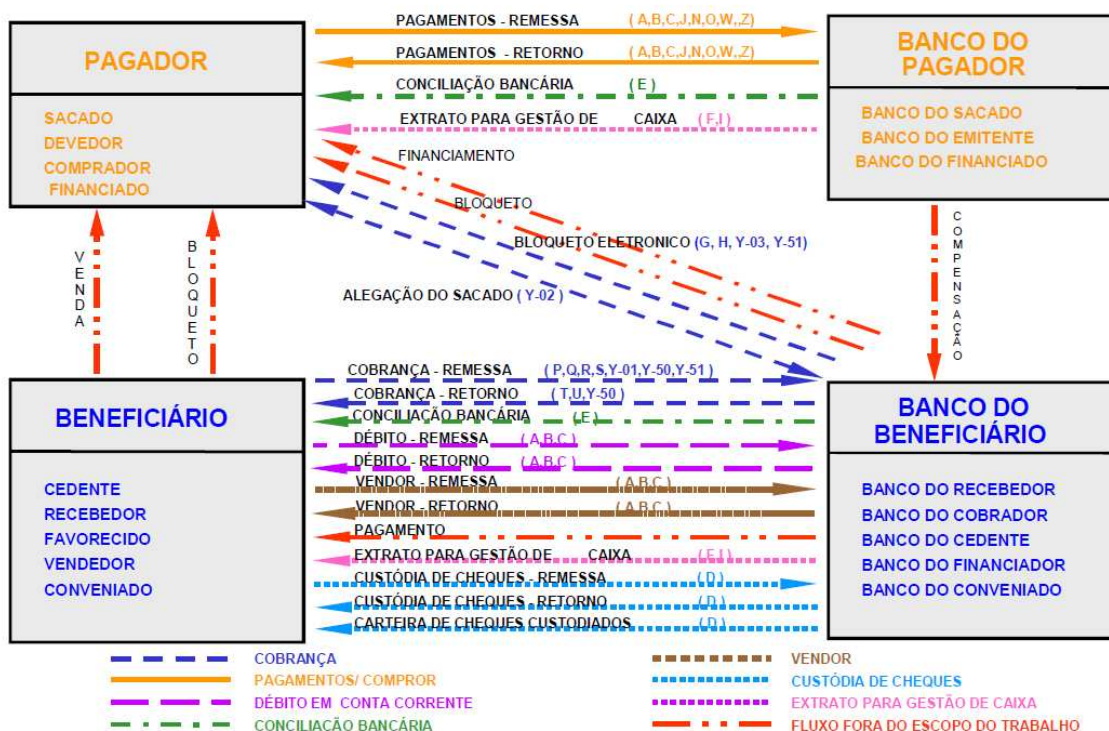 PAGAMENTOS - REMESSA ( A,B,C,J,N,O,W,,Z)
PAGAMENTOS - RETORNO ( A,B,C,J,N,O,W,,Z)
CONCILIAÇÃO BANCÁRIA ( E )
EXTRATO PARA GESTÃO DE CAIXA ( F,I )
PAGADOR
SACADO
DEVEDOR
COMPRADOR
FINANCIADO
BANCO DO
PAGADOR
BANCO DO SACADO
BANCO DO EMITENTE
BANCO DO FINANCIADO
FINANCIAMENTO
BLOQUETO
BLOQUETO ELETRONICO (G, H, Y-03, Y-51)
ALEGAÇÃO DO SACADO ( Y-02 )
VENDA
BLOQUETO
COMPENSAÇÃO
COBRANÇA - REMESSA ( P,Q,R,S,Y-01,Y-50,Y-51)
COBRANÇA - RETORNO ( T,U,Y-50)
CONCILIAÇÃO BANCÁRIA ( E )
DÉBITO - REMESSA ( A,B,C )
DÉBITO - RETORNO ( A,B,C )
VENDOR - REMESSA ( A,B,C )
VENDOR - RETORNO ( A,B,C )
PAGAMENTO
EXTRATO PARA GESTÃO DE CAIXA ( F,I )
CUSTÓDIA DE CHEQUES - REMESSA ( D )
CUSTÓDIA DE CHEQUES - RETORNO ( D )
CARTEIRA DE CHEQUES CUSTODIADOS ( D )
BENEFICIÁRIO
CEDENTE
RECEBEDOR
FAVORECIDO
VENDEDOR
CONVENIADO
BANCO DO
BENEFICIÁRIO
BANCO DO RECEBEDOR
BANCO DO COBRADOR
BANCO DO CEDENTE
BANCO DO FINANCIADOR
BANCO DO CONVENIADO
COBRANÇA
PAGAMENTOS/ COMPROR
DÉBITO EM CONTA CORRENTE
CONCILIAÇÃO BANCÁRIA
VENDOR
CUSTÓDIA DE CHEQUES
EXTRATO PARA GESTÃO DE CAIXA
FLUXO FORA DO ESCOPO DO TRABALHO